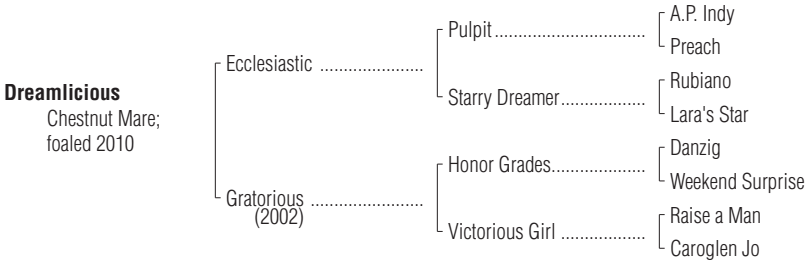 A.P. Indy
Pulpit ................................
Preach
Ecclesiastic ......................
Rubiano
Starry Dreamer..................
Lara's Star
Dreamlicious
Chestnut Mare;
foaled 2010
Danzig
Honor Grades....................
Weekend Surprise
Gratorious ........................
(2002)
Raise a Man
Victorious Girl ..................
Caroglen Jo